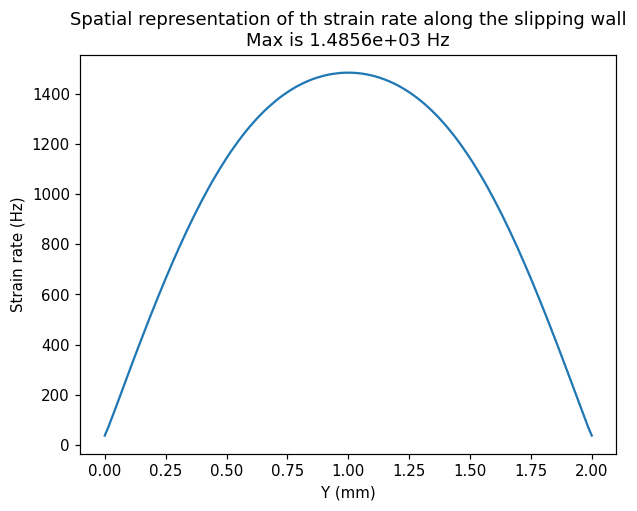 Spatial representation of th strain rate along the slipping wall
Max is 1.4856e+03 Hz
Strain rate (Hz)
1400
1200
1000
800
600
400
200
0
0.00 0.25 0.50 0.75 1.00 1.25 1.50 1.75 2.00
Y (mm)